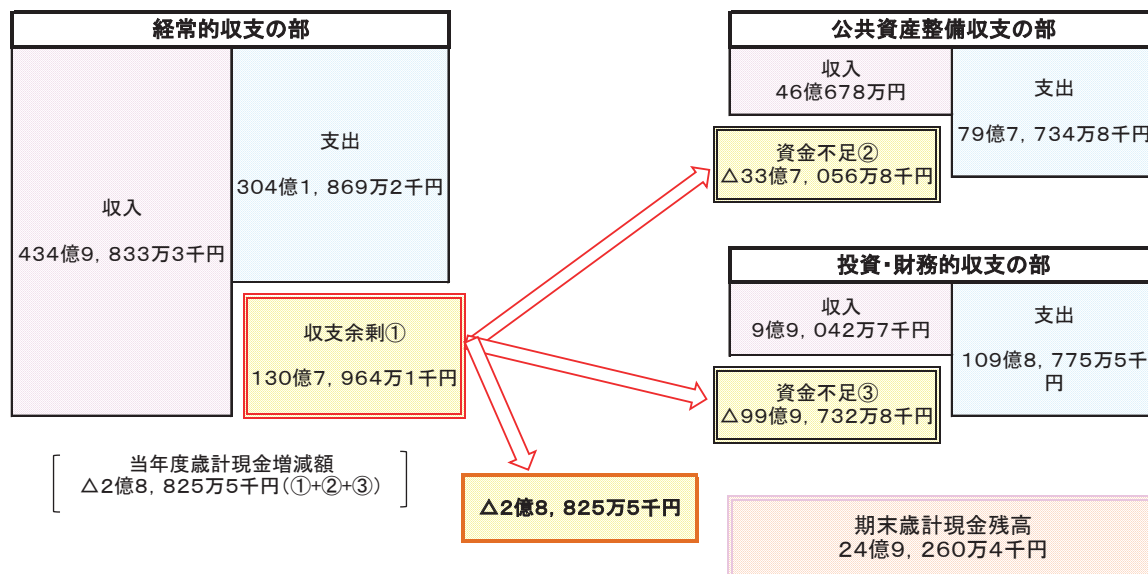 経常的収支の部
収入
434億9,833万3千円
支出
304億1,869万2千円
収支余剰①
130億7,964万1千円
当年度歳計現金増減額
△2億8,825万5千円(①+②+③)
△2億8,825万5千円
公共資産整備収支の部
収入
46億678万円
支出
79億7,734万8千円
資金不足②
△33億7,056万8千円
投資・財務的収支の部
収入
9億9,042万7千円
支出
109億8,775万5千
円
資金不足③
△99億9,732万8千円
期末歳計現金残高
24億9,260万4千円